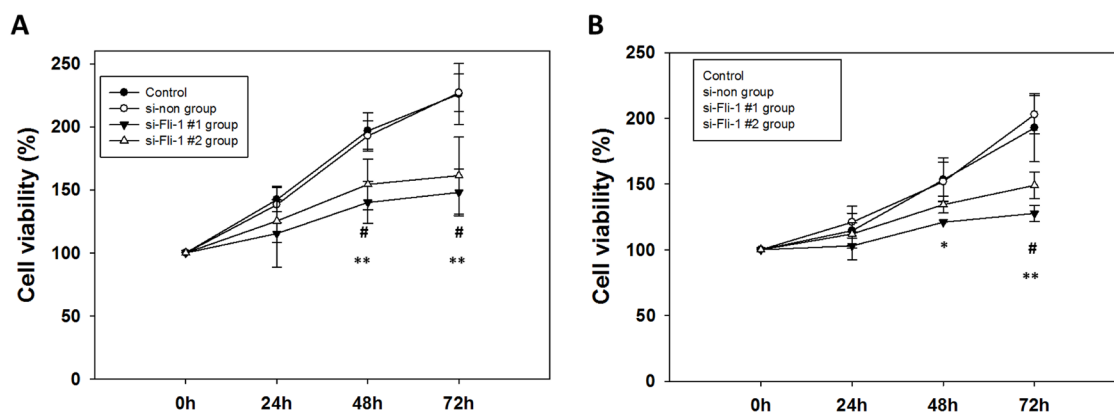 A
Cell viability (%)
250
200
150
100
50
0
Control
si-non group
si-Fli-1 #1 group
si-Fli-1 #2 group
# #
** **
0h 24h 48h 72h
B
Cell viability (%)
250
200
150
100
50
0
Control
si-non group
si-Fli-1 #1 group
si-Fli-1 #2 group
* #
**
0h 24h 48h 72h